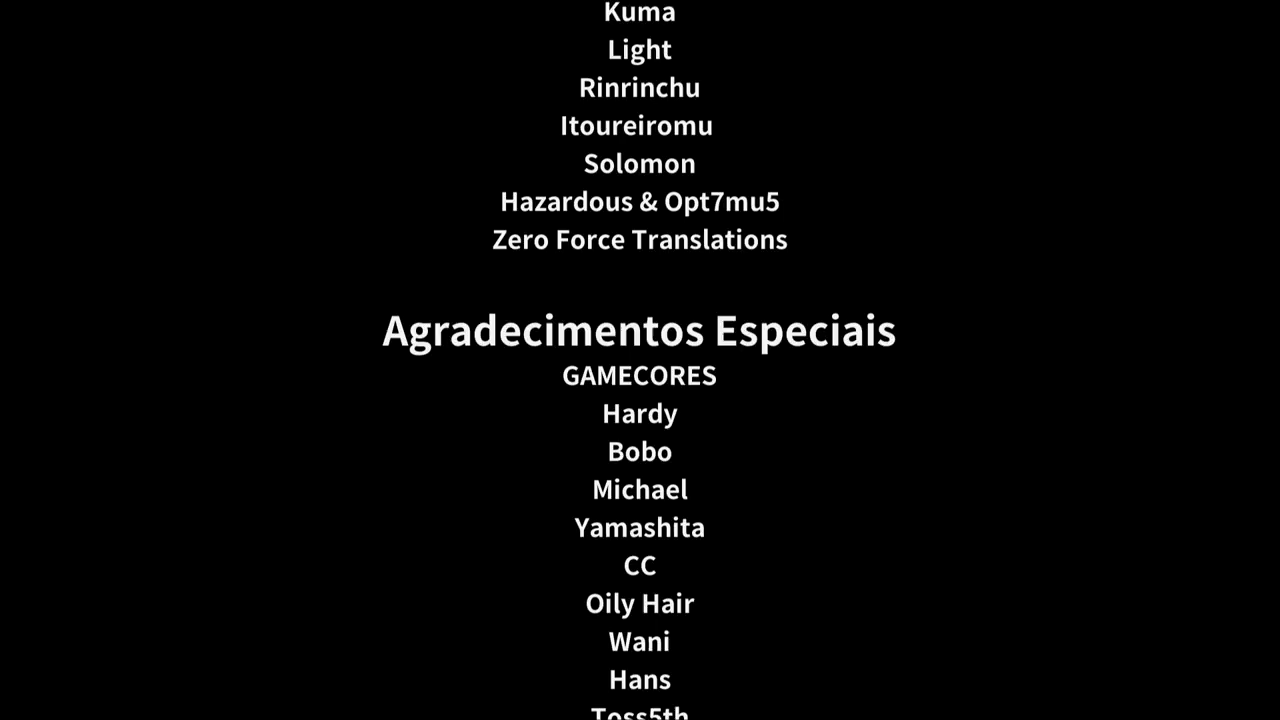 Kuma
Light
Rinrinchu
Itoureiromu
Solomon
Hazardous & Opt7mu5
Zero Force Translations
Agradecimentos Especiais
GAMECORES
Hardy
Bobo
Michael
Yamashita
CC
Oily Hair
Wani
Hans
Toss5th